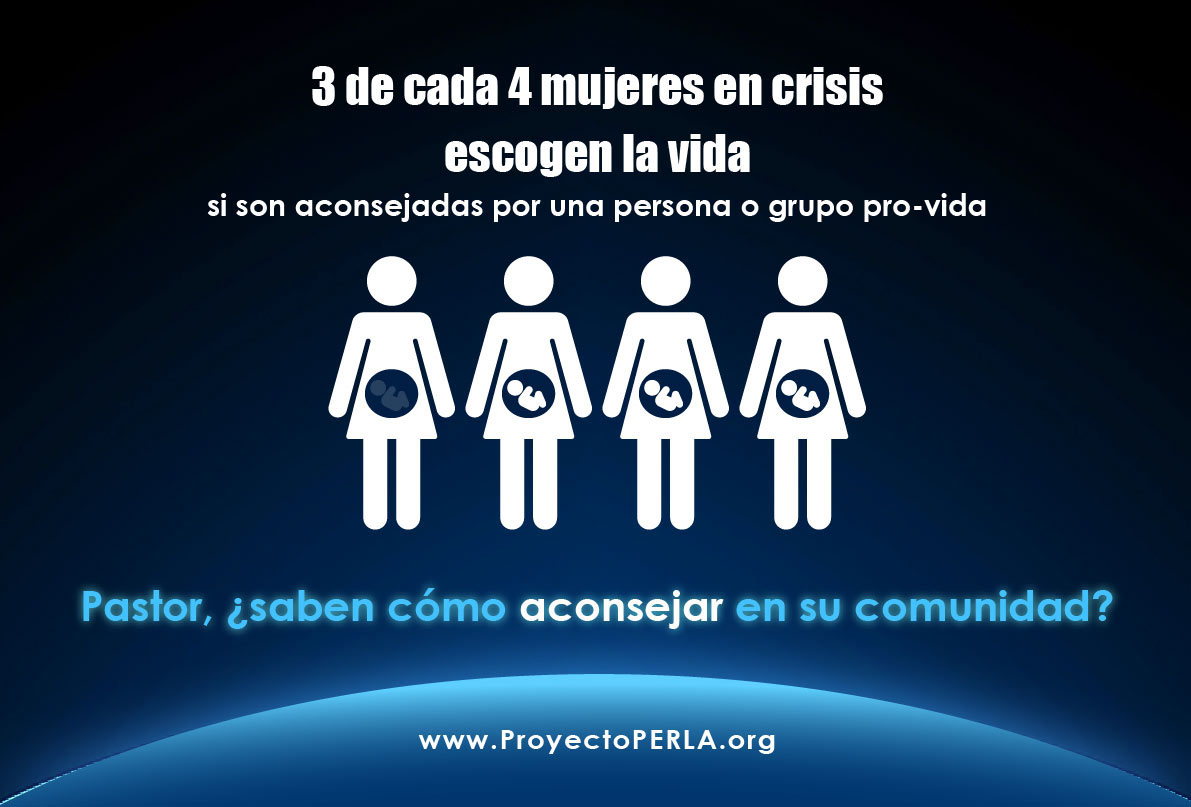 3 de cada 4 mujeres en crisis
escogen la vida
si son aconsejadas por una persona o grupo pro-vida
Pastor, ¿saben cómo aconsejar en su comunidad?
www.ProyectoPERLA.org